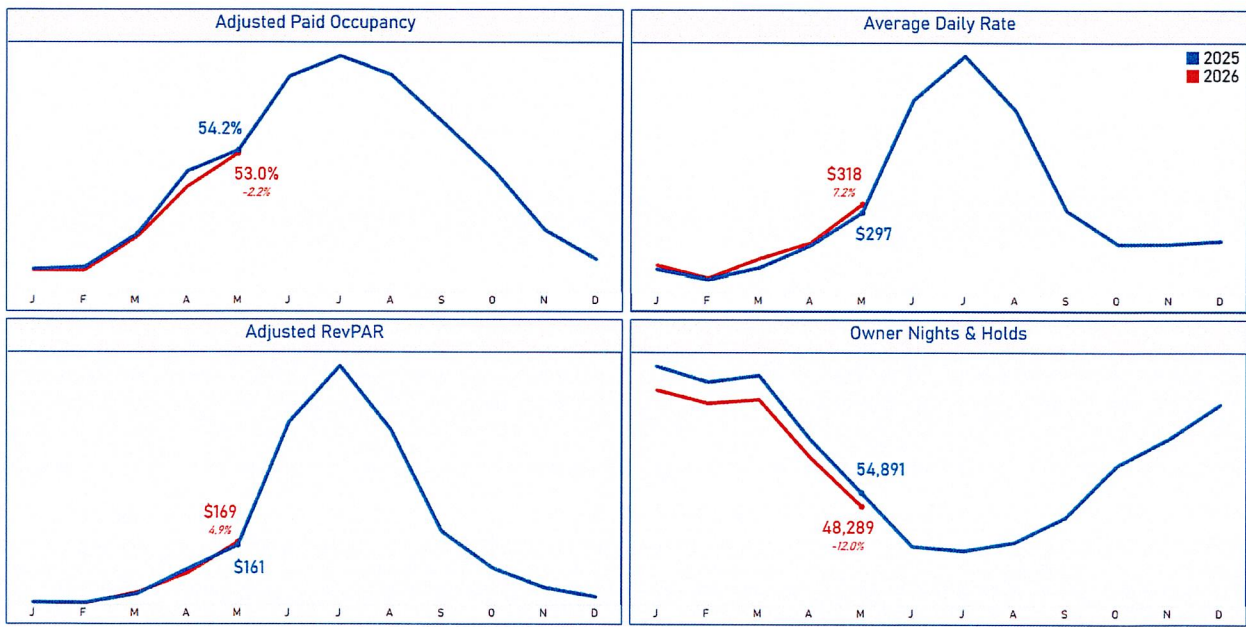 Adjusted Paid Occupancy
54.2%
53.0%
-2.2%
J F M A M J J A S O N D
Average Daily Rate
2025
2026
$318
7.2%
$297
J F M A M J J A S O N D
Adjusted RevPAR
$169
4.9%
$161
J F M A M J J A S O N D
Owner Nights & Holds
54,891
48,289
-12.0%
J F M A M J J A S O N D